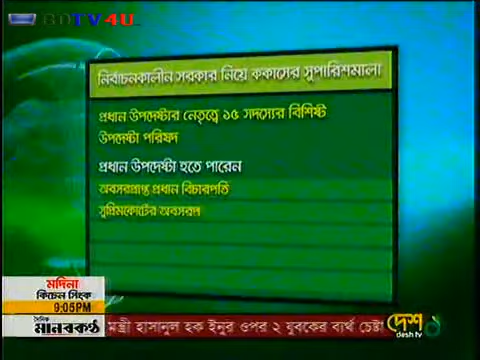 BDTV4U
নির্বাচনকালীন সরকার নিয়ে ককাসের সুপারিশমালা
প্রধান উপদেষ্টার নেতৃত্বে ১৫ সদস্যের বিশিষ্ট
উপদেষ্টা পরিষদ
প্রধান উপদেষ্টা হতে পারেন
অবসরপ্রাপ্ত প্রধান বিচারপতি
সুপ্রিমকোর্টের অবসরপ্র
মদিনা
কিচেন সিংক
9:05PM
দৈনিক
মানবকণ্ঠ
মন্ত্রী হাসানুল হক ইনুর ওপর ২ যুবকের ব্যর্থ চেষ্টা
দেশ
desh tv